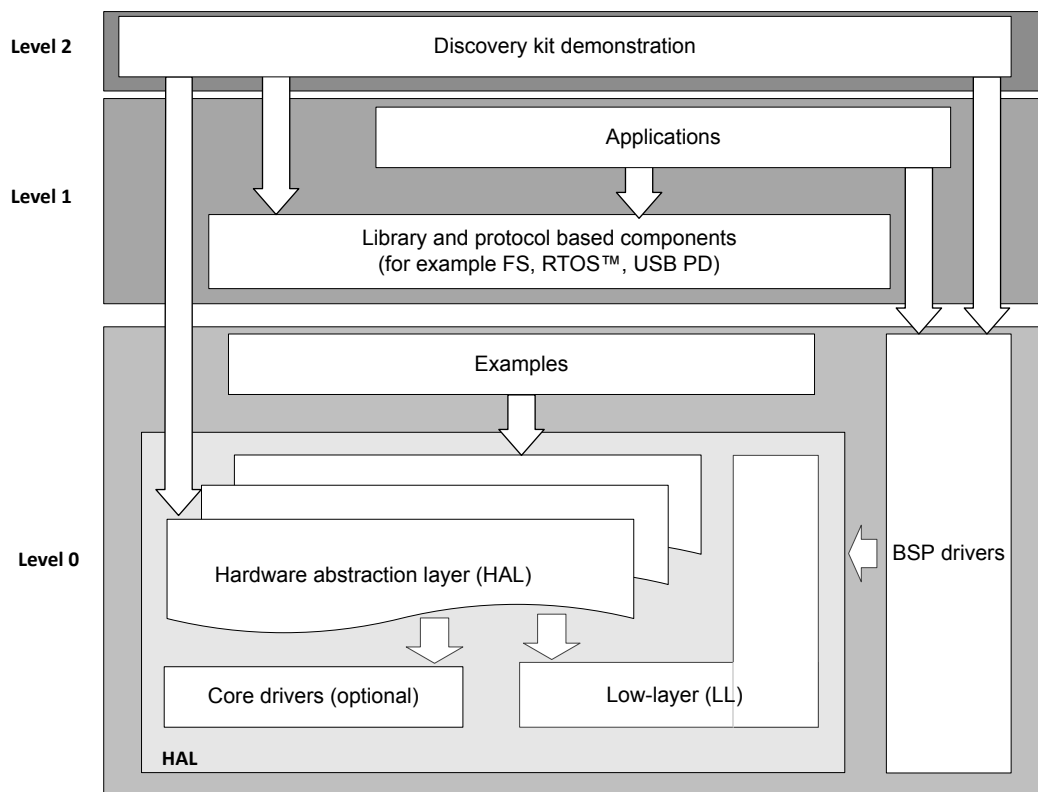 Level 2
Discovery kit demonstration
Level 1
Applications
Library and protocol based components
(for example FS, RTOS™, USB PD)
Level 0
Examples
Hardware abstraction layer (HAL)
BSP drivers
Core drivers (optional)
Low-layer (LL)
HAL